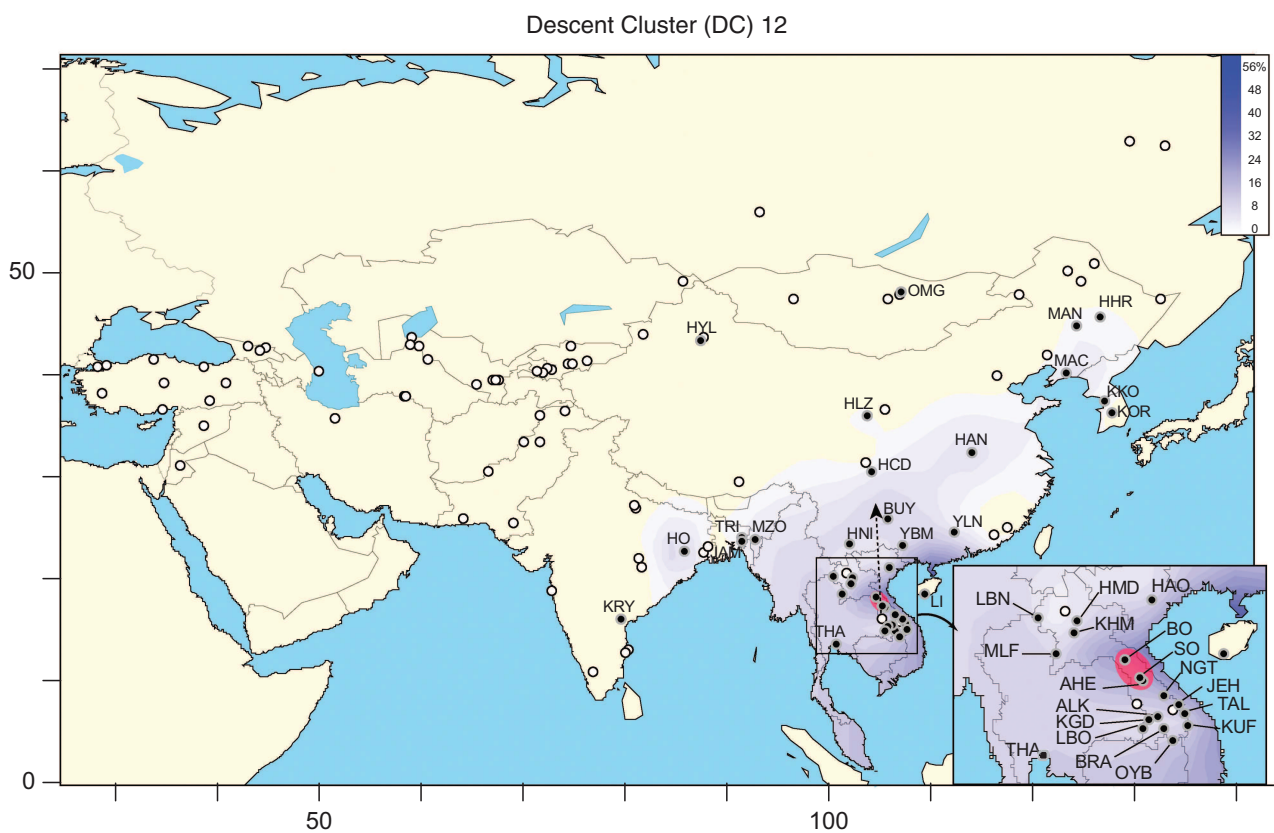 Descent Cluster (DC) 12
56%
48
40
32
24
16
8
0
50
0
50
100
OMG
HYL
MAN
HHR
MAC
KKO
KOR
HLZ
HAN
HCD
BUY
TRI
MZO
HO
HNI
YBM
YLN
KRY
THA
LI
LBN
HMD
HAO
KHM
BO
MLF
SO
NGT
AHE
JEH
ALK
TAL
KGD
KUF
LBO
THA
BRA
OYB